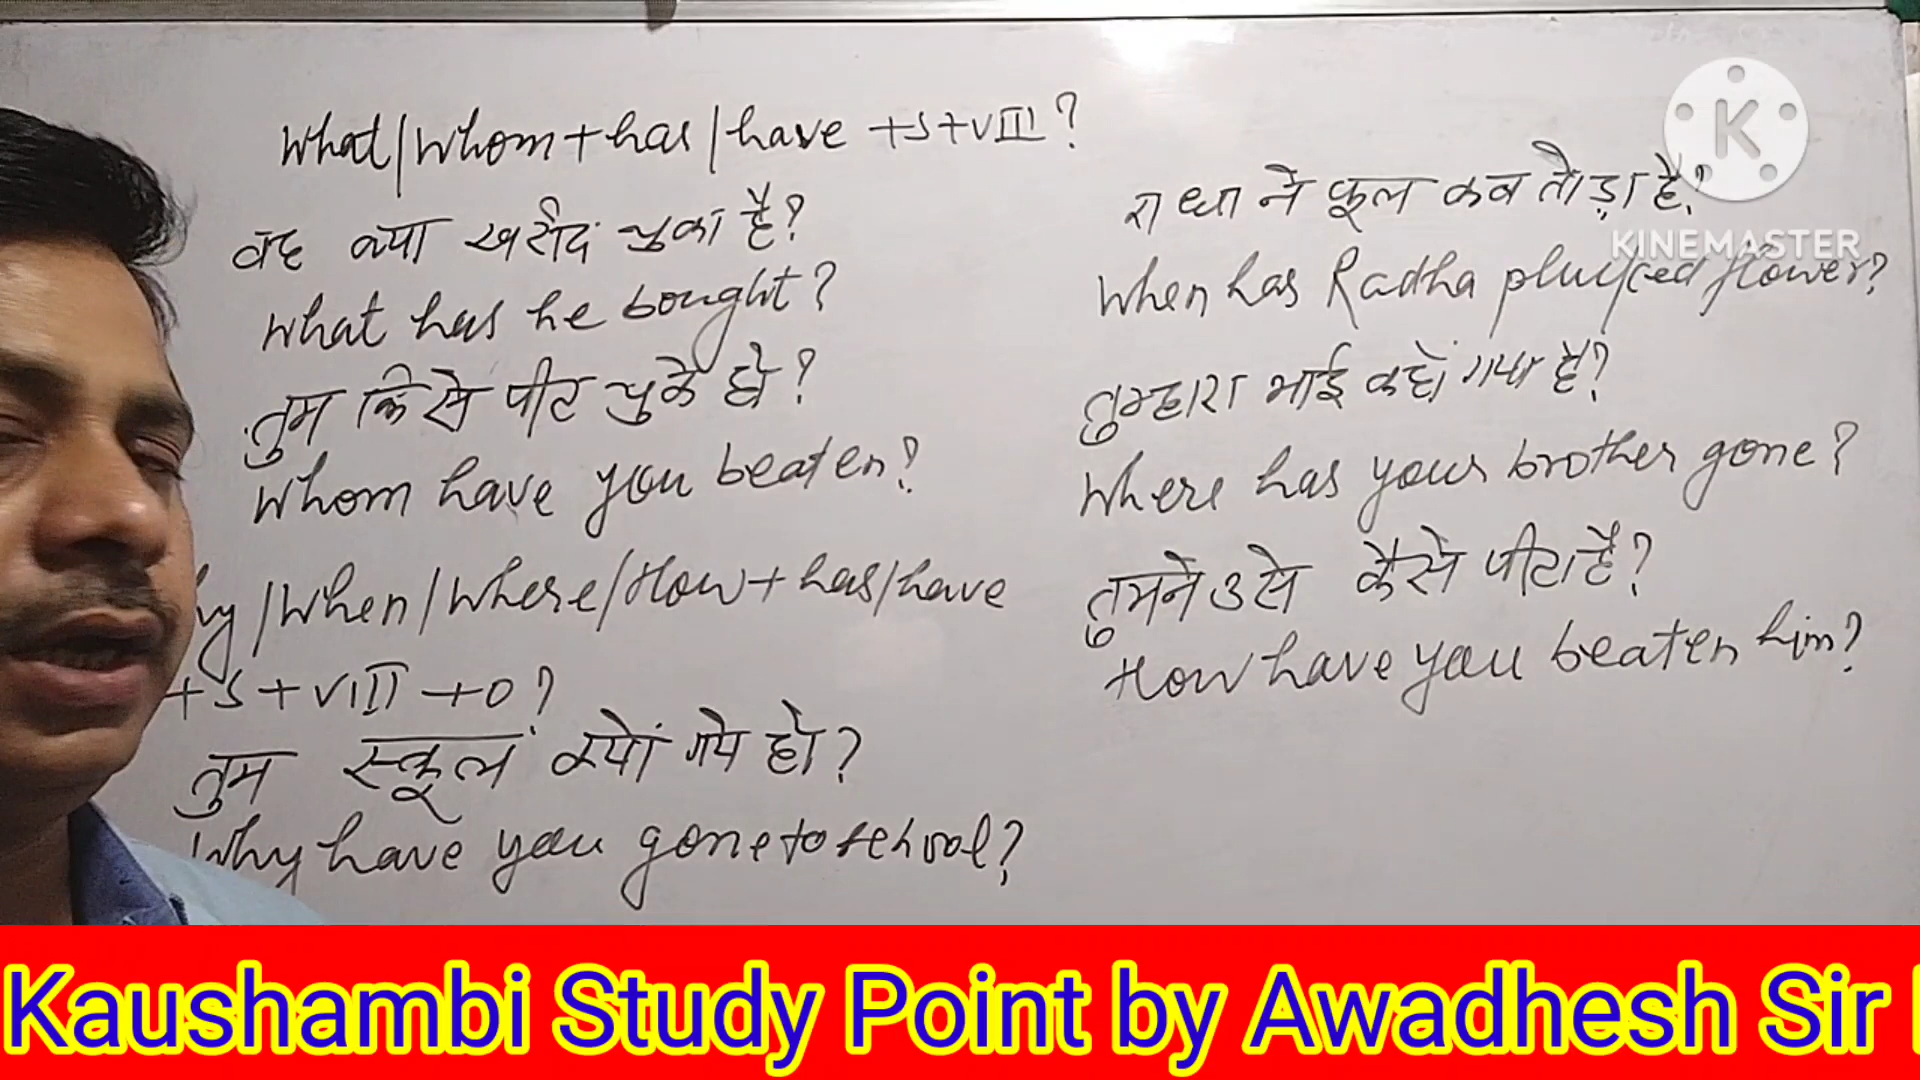 What/Whom+has/have +S+VIII?
वह क्या खरीद चुका है?
What has he bought?
तुम किसे पीट चुके हो?
Whom have you beaten?
hy/When/Where/How+has/have
+S+VIII+O?
तुम स्कूल क्यों गये हो?
Why have you gone to school?
राधा ने फूल कब तोड़ा है?
When has Radha plucked flower?
तुम्हारा भाई कहाँ गया है?
Where has your brother gone?
तुमने उसे कैसे पीटा है?
How have you beaten him?
K
KINEMASTER
Kaushambi Study Point by Awadhesh Sir